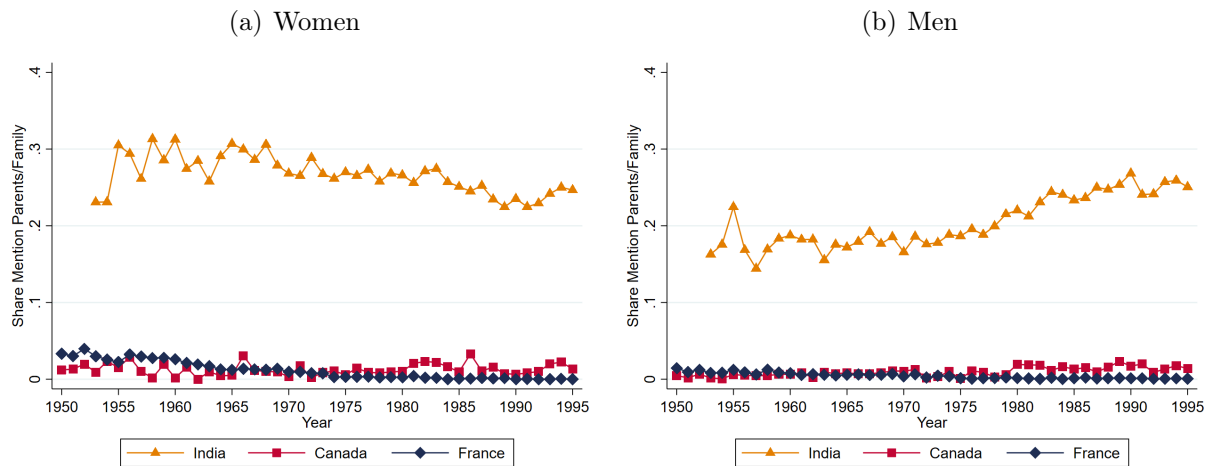 (a) Women
Share Mention Parents/Family
.4
.3
.2
.1
0
1950 1955 1960 1965 1970 1975 1980 1985 1990 1995
Year
India Canada France
(b) Men
Share Mention Parents/Family
.4
.3
.2
.1
0
1950 1955 1960 1965 1970 1975 1980 1985 1990 1995
Year
India Canada France